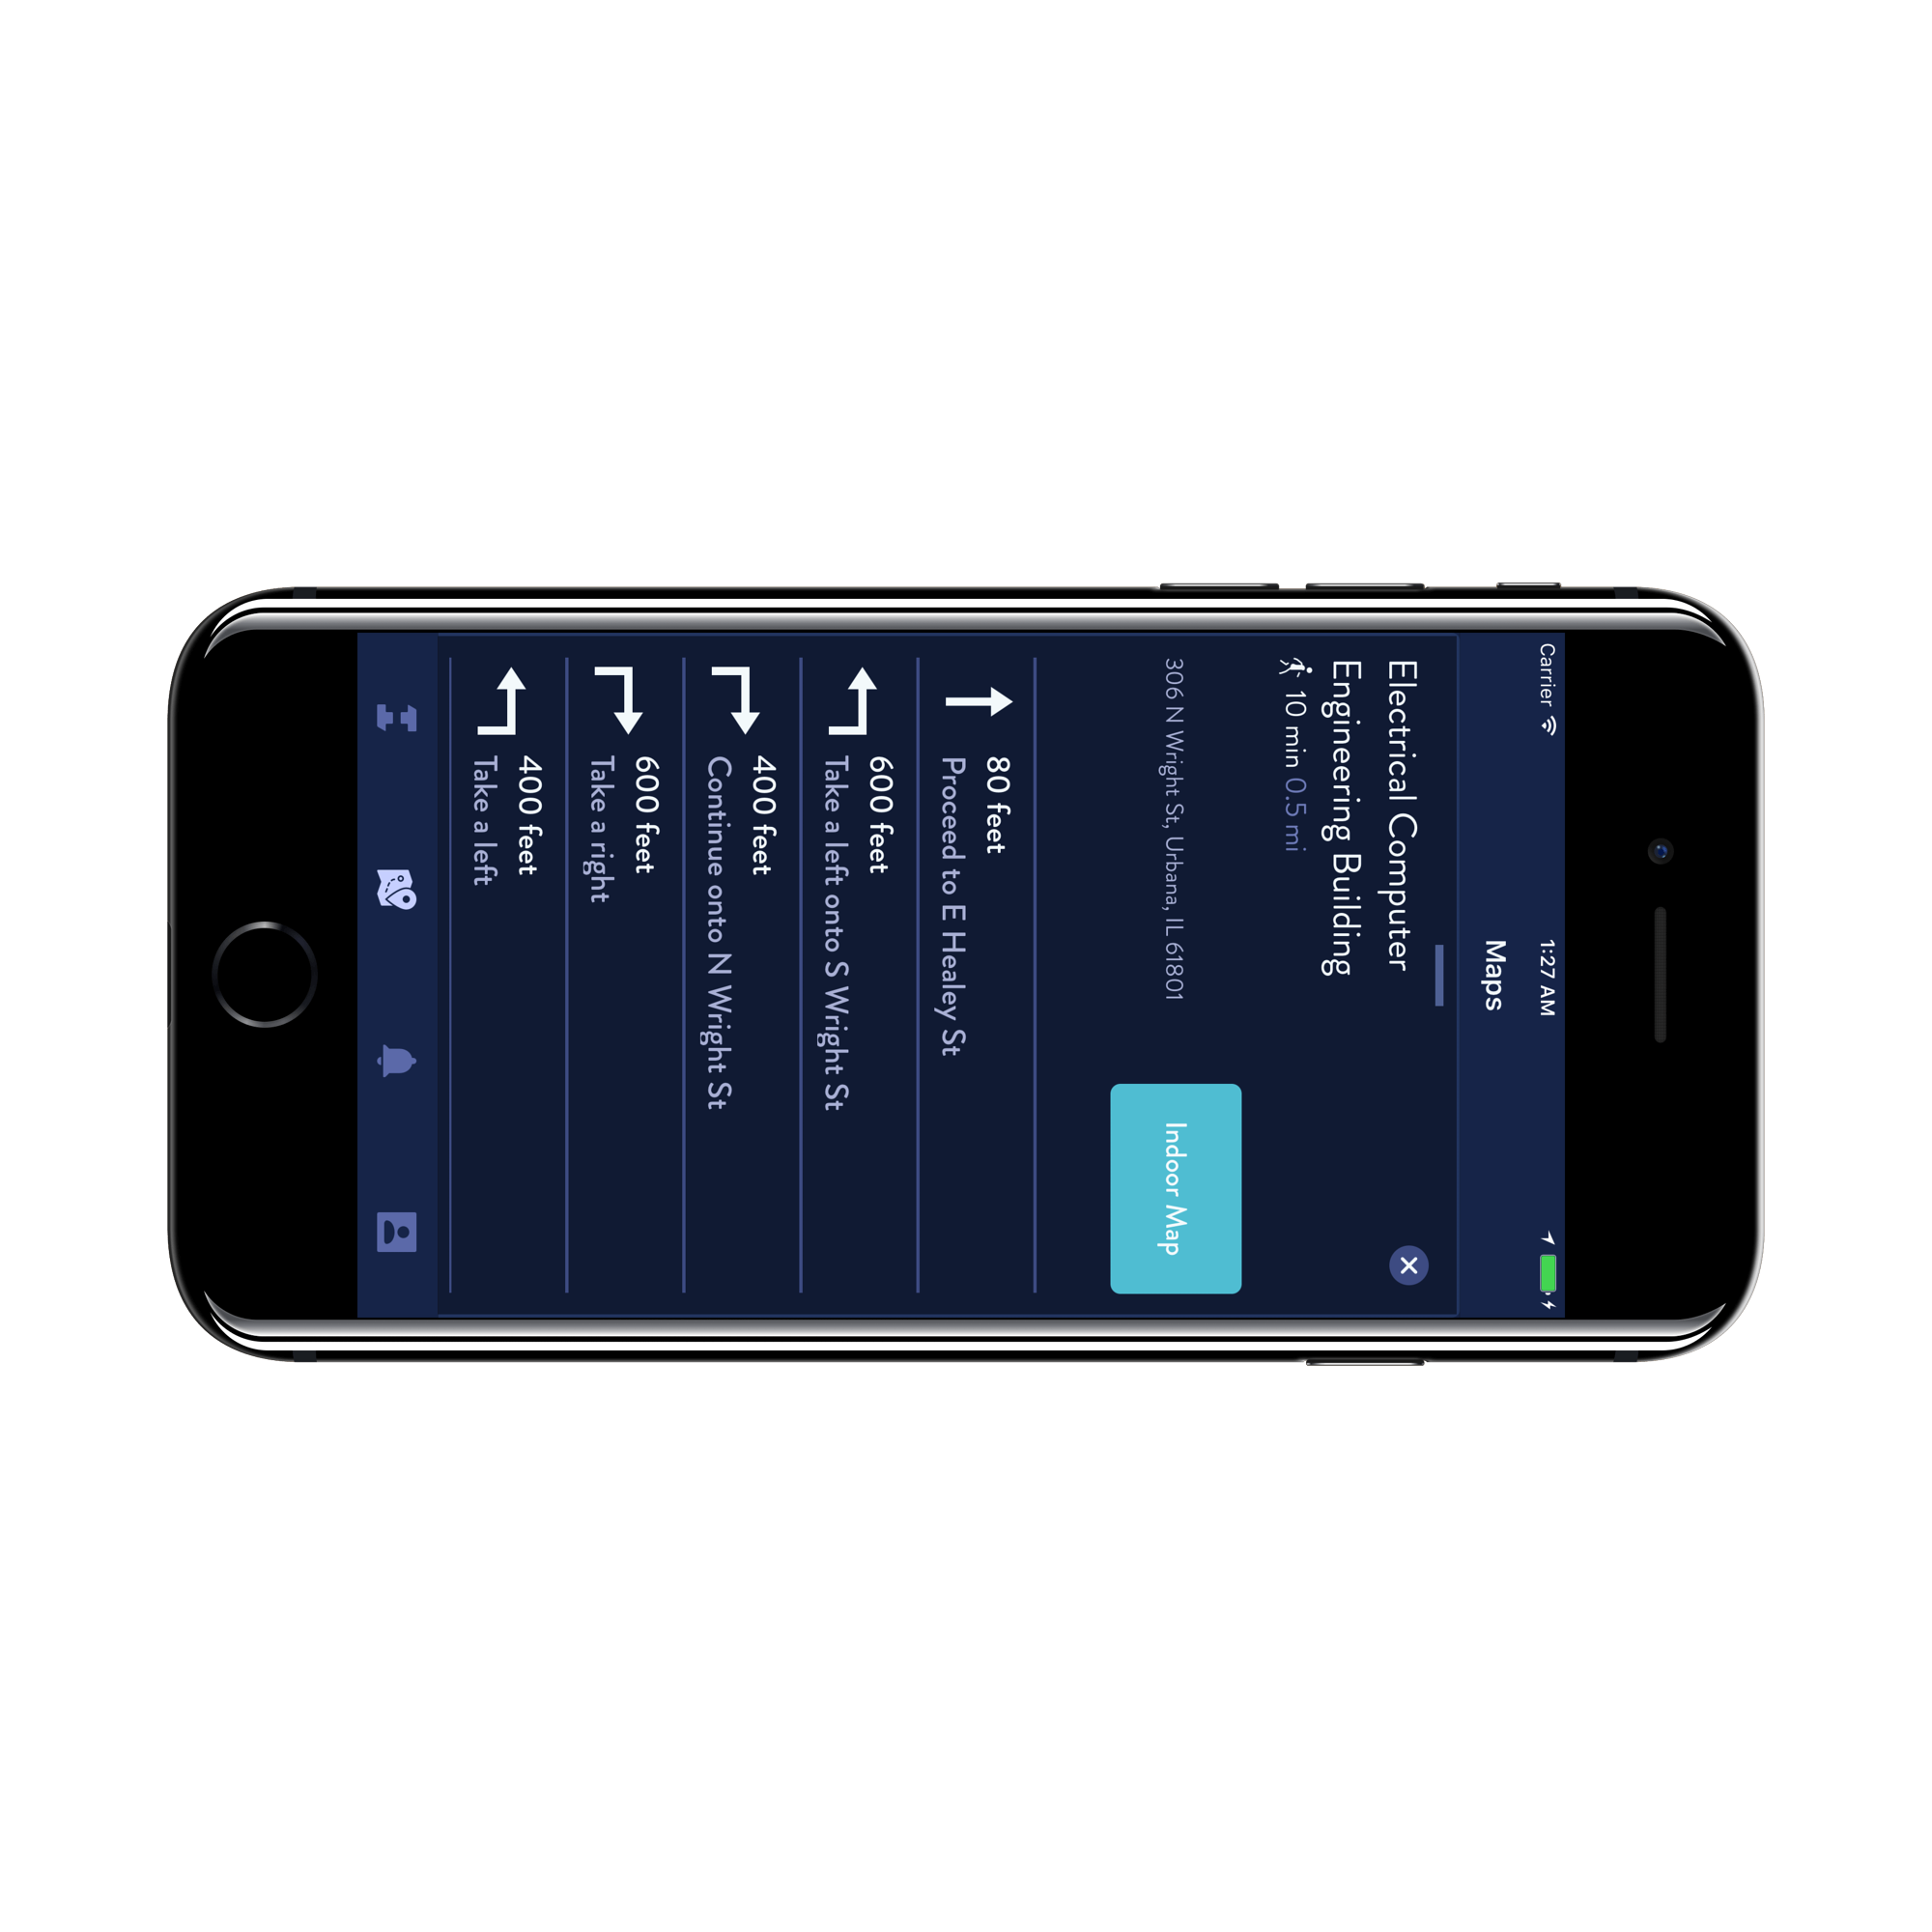 Carrier 1:27 AM
Maps
Electrical Computer
Engineering Building
10 min 0.5 mi
306 N Wright St, Urbana, IL 61801
Indoor Map
80 feet
Proceed to E Healey St
600 feet
Take a left onto S Wright St
400 feet
Continue onto N Wright St
600 feet
Take a right
400 feet
Take a left